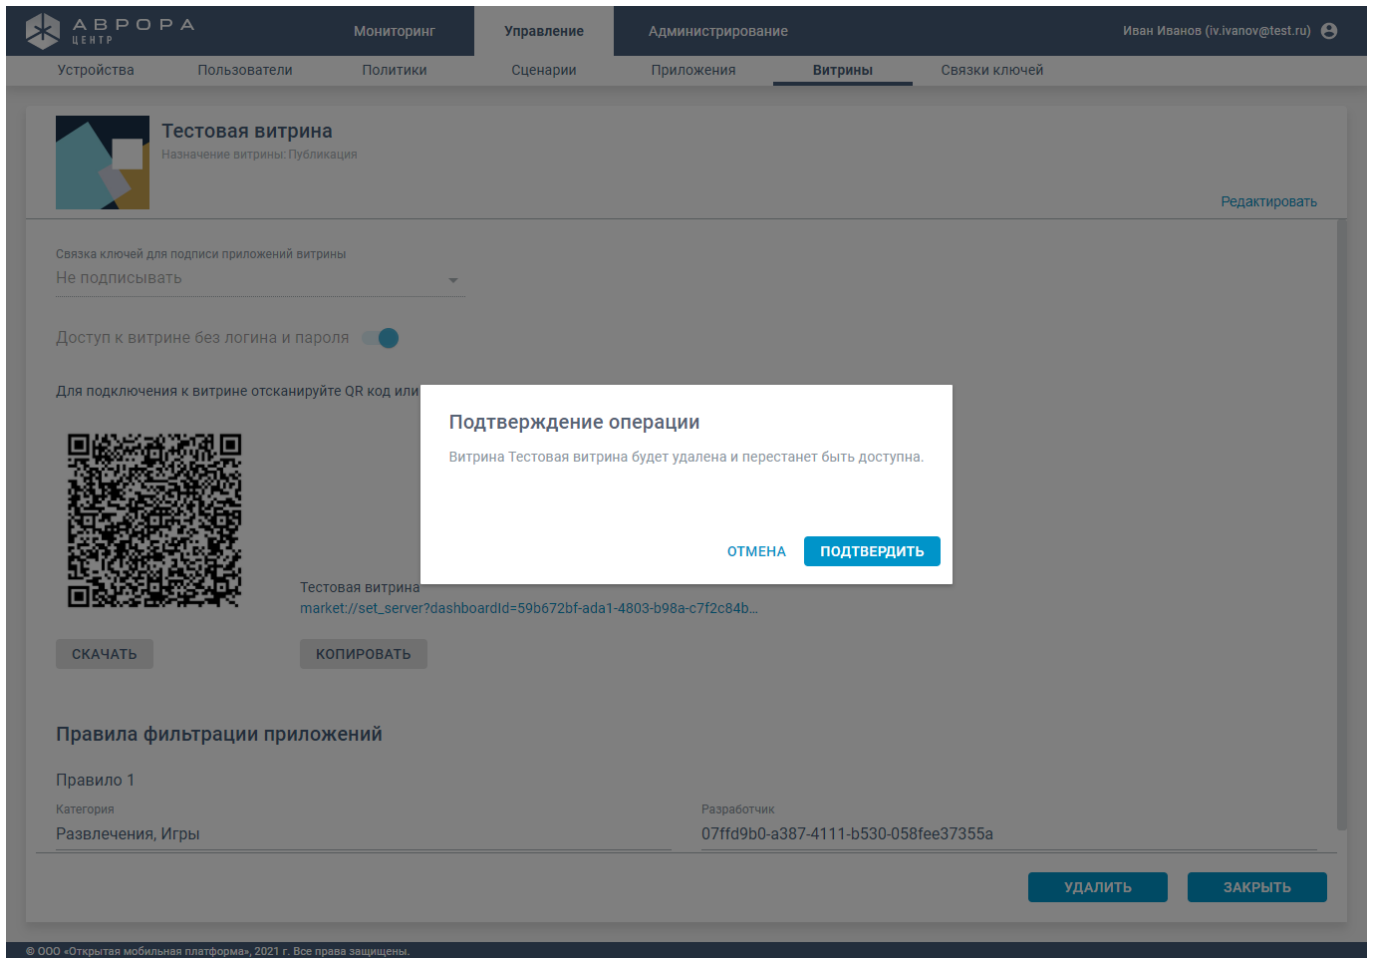 АВРОРА
ЦЕНТР
Мониторинг
Управление
Администрирование
Иван Иванов (iv.ivanov@test.ru)
Устройства
Пользователи
Политики
Сценарии
Приложения
Витрины
Связки ключей
Тестовая витрина
Назначение витрины: Публикация
Редактировать
Связка ключей для подписи приложений витрины
Не подписывать
Доступ к витрине без логина и пароля
Для подключения к витрине отсканируйте QR код или
Подтверждение операции
Витрина Тестовая витрина будет удалена и перестанет быть доступна.
ОТМЕНА
ПОДТВЕРДИТЬ
Тестовая витрина
market://set_server?dashboardId=59b672bf-ada1-4803-b98a-c7f2c84b...
СКАЧАТЬ
КОПИРОВАТЬ
Правила фильтрации приложений
Правило 1
Категория
Развлечения, Игры
Разработчик
07ffd9b0-a387-4111-b530-058fee37355a
УДАЛИТЬ
ЗАКРЫТЬ
© ООО «Открытая мобильная платформа», 2021 г. Все права защищены.